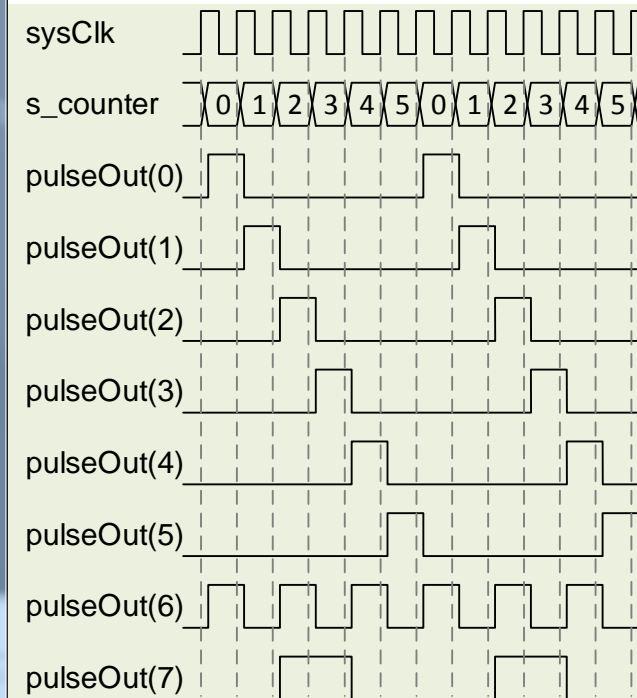 sysClk
s_counter 0 1 2 3 4 5 0 1 2 3 4 5
pulseOut(0)
pulseOut(1)
pulseOut(2)
pulseOut(3)
pulseOut(4)
pulseOut(5)
pulseOut(6)
pulseOut(7)